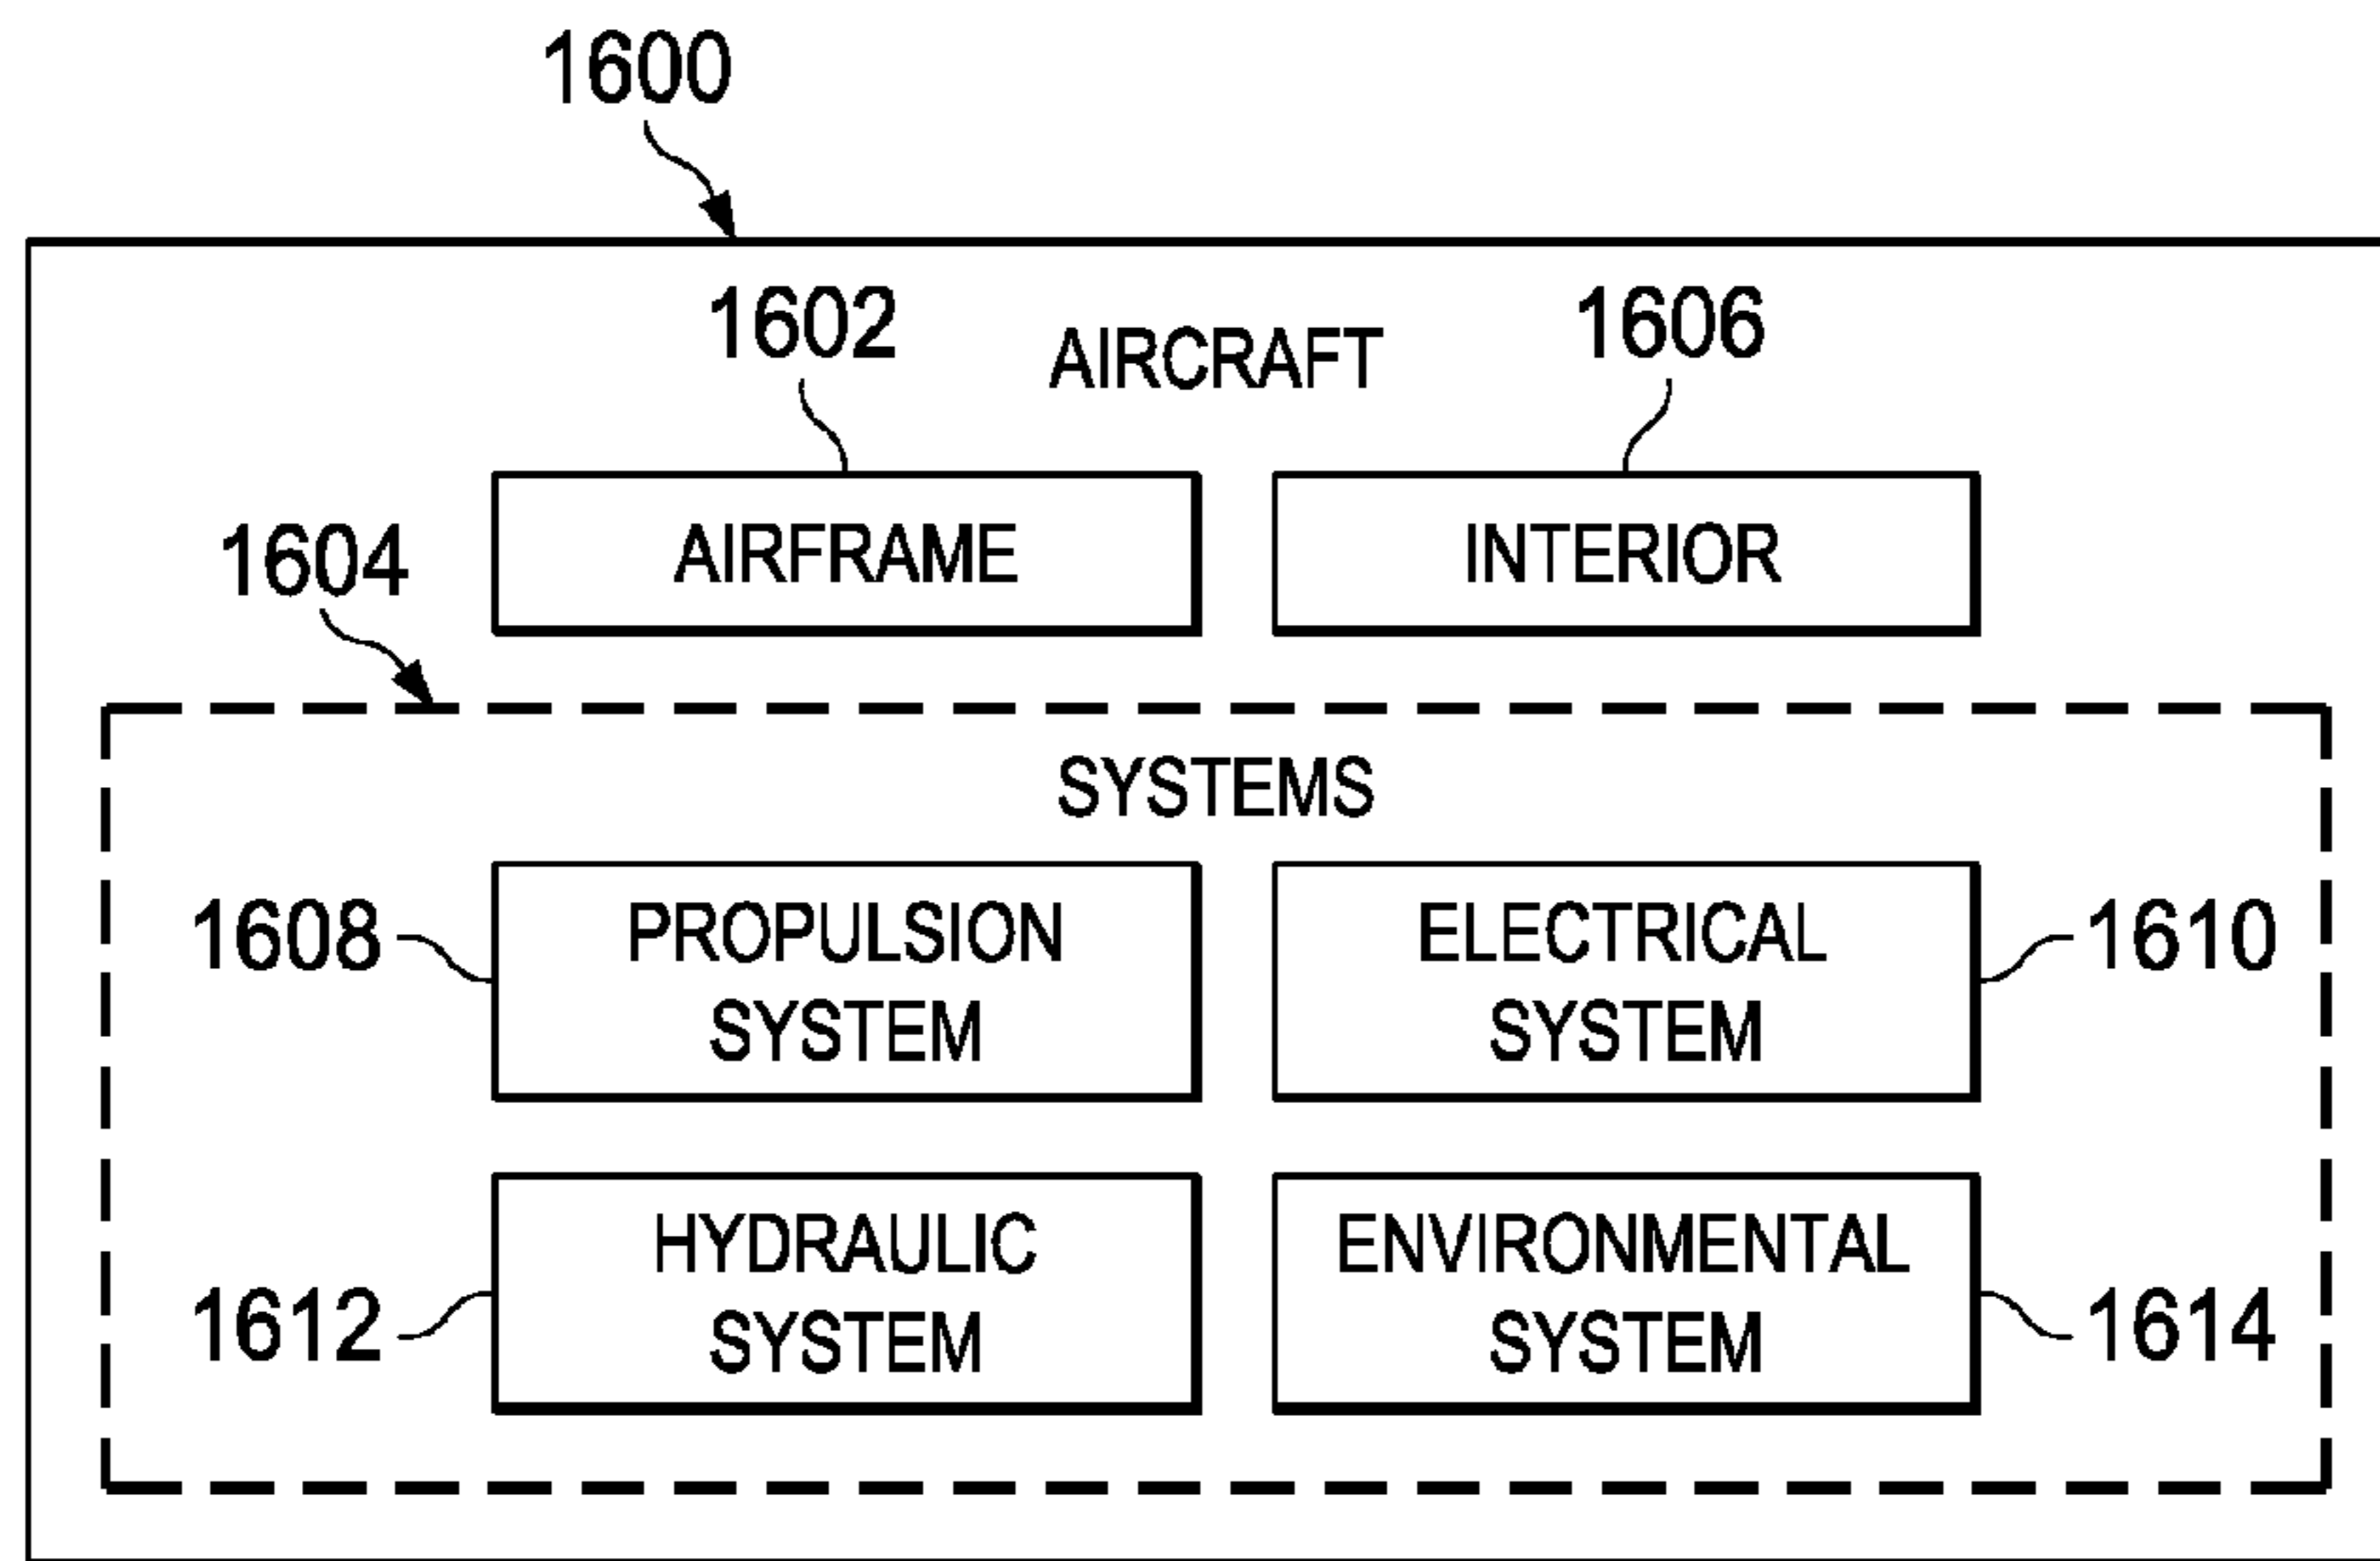 1600
1602
AIRCRAFT
1606
AIRFRAME
INTERIOR
1604
SYSTEMS
1608
PROPULSION
SYSTEM
ELECTRICAL
SYSTEM
1610
1612
HYDRAULIC
SYSTEM
ENVIRONMENTAL
SYSTEM
1614